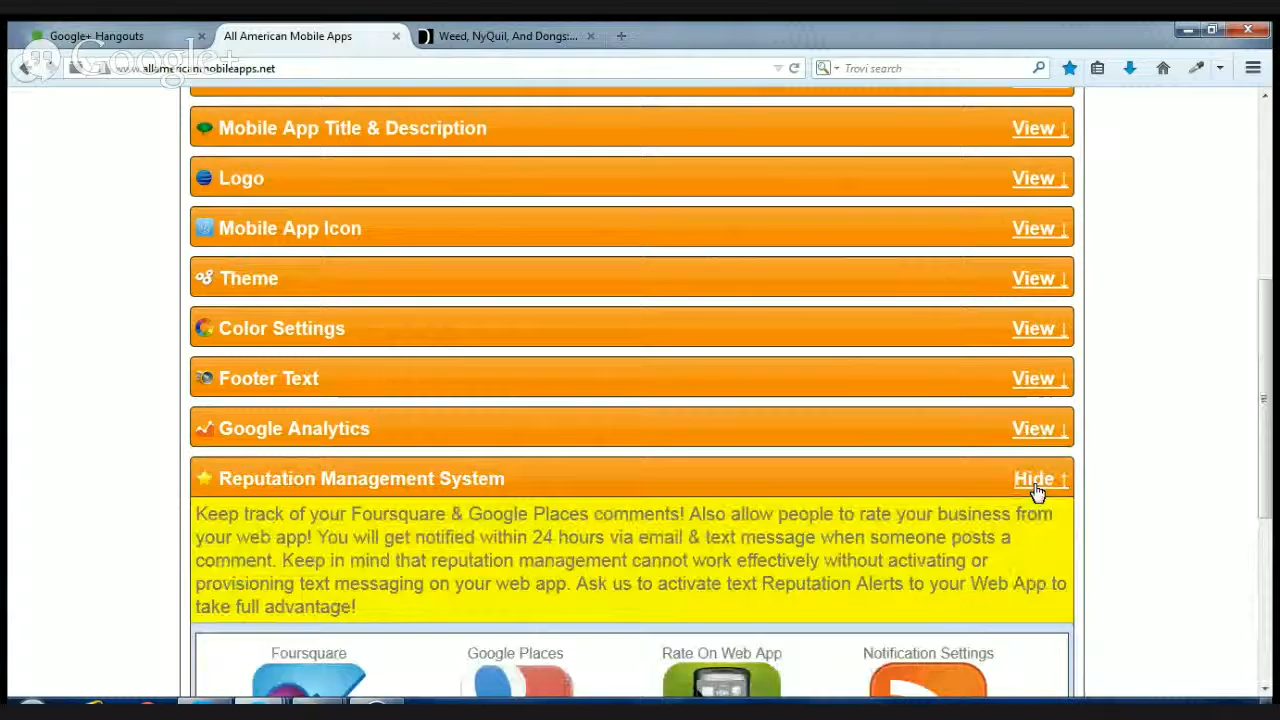 Google+ Hangouts
All American Mobile Apps
Weed, NyQuil, And Dongs:...
Google+
www.allamericanmobileapps.net
Trovi search
Mobile App Title & Description View ↓
Logo View ↓
Mobile App Icon View ↓
Theme View ↓
Color Settings View ↓
Footer Text View ↓
Google Analytics View ↓
Reputation Management System Hide ↑
Keep track of your Foursquare & Google Places comments! Also allow people to rate your business from
your web app! You will get notified within 24 hours via email & text message when someone posts a
comment. Keep in mind that reputation management cannot work effectively without activating or
provisioning text messaging on your web app. Ask us to activate text Reputation Alerts to your Web App to
take full advantage!
Foursquare Google Places Rate On Web App Notification Settings